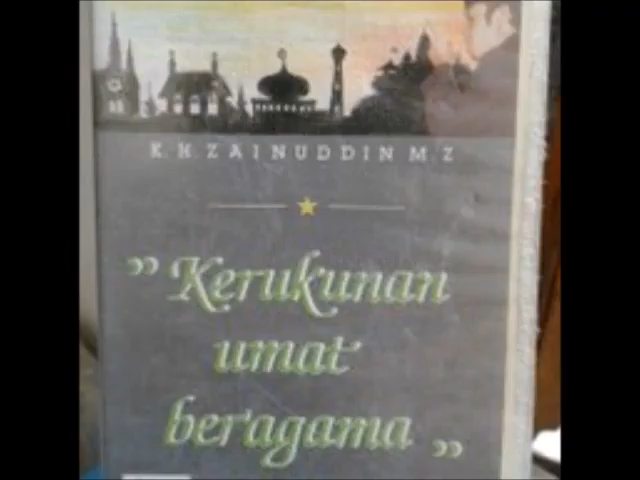 K. H. ZAINUDDIN M. Z
" Kerukunan
umat
beragama "